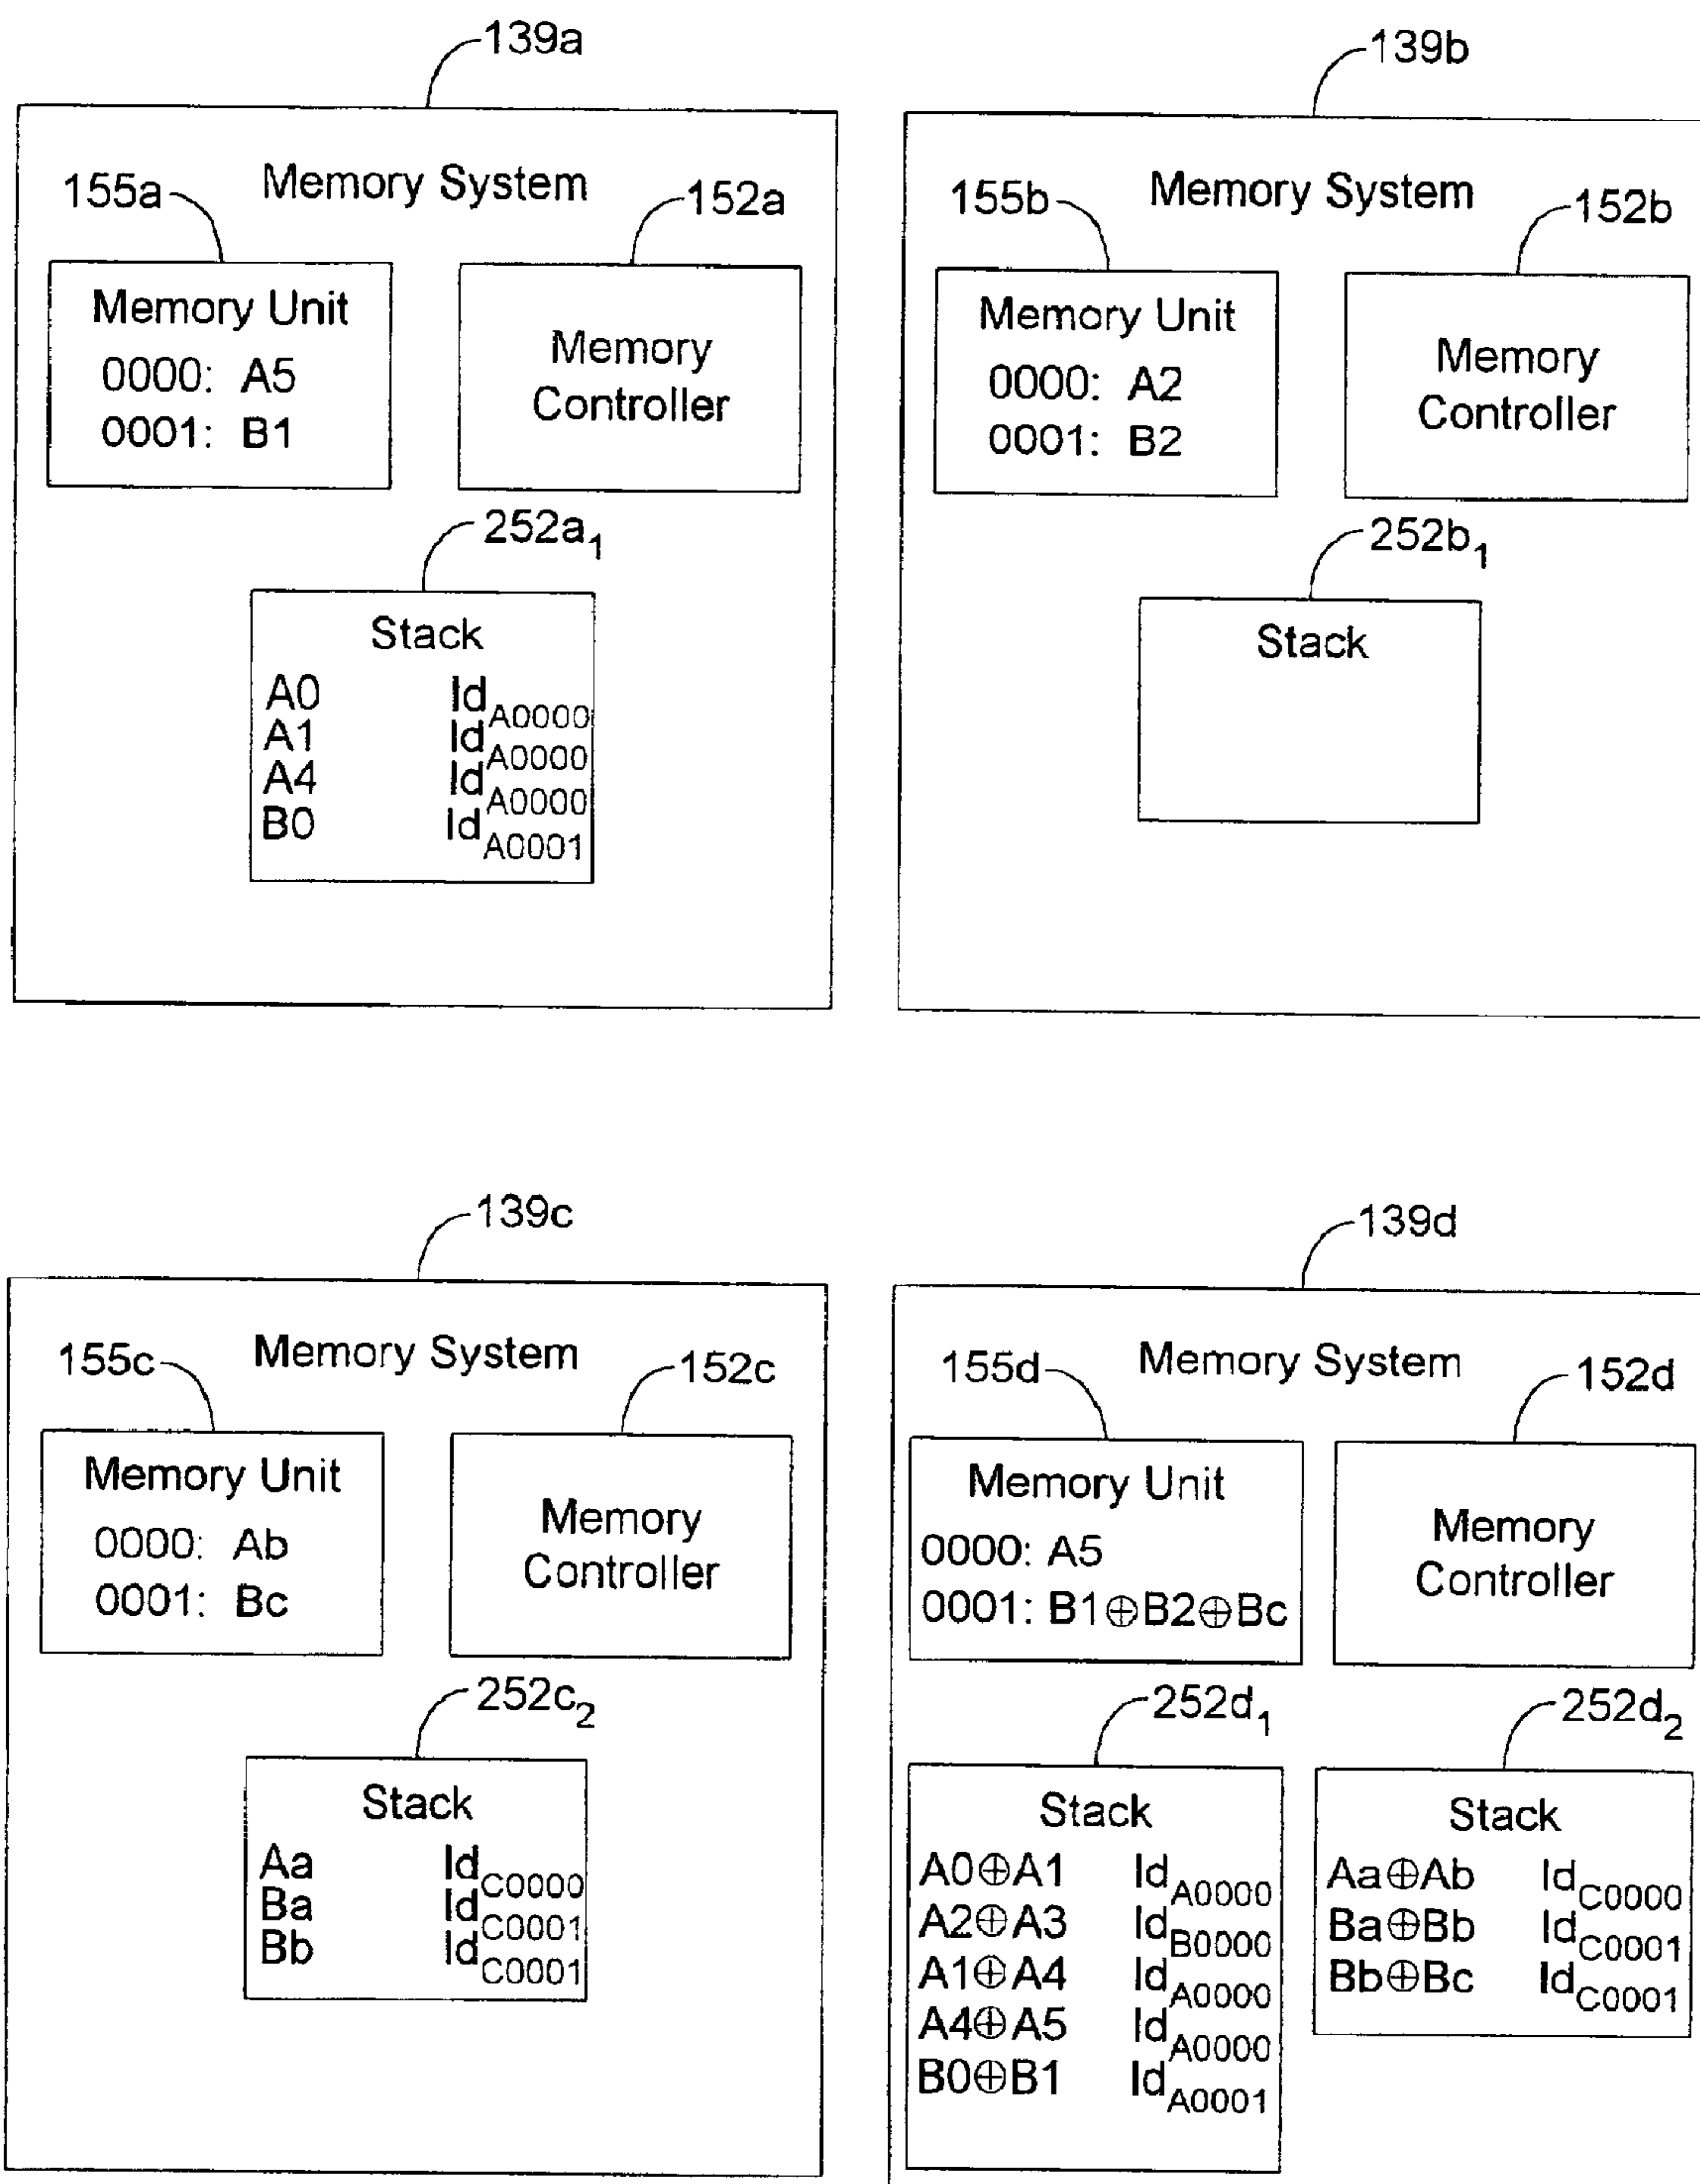 139a
Memory System
155a
152a
Memory Unit
0000: A5
0001: B1
Memory
Controller
252a1
Stack
A0 IdA0000
A1 IdA0000
A4 IdA0000
B0 IdA0001
139b
Memory System
155b
152b
Memory Unit
0000: A2
0001: B2
Memory
Controller
252b1
Stack
139c
Memory System
155c
152c
Memory Unit
0000: Ab
0001: Bc
Memory
Controller
252c2
Stack
Aa IdC0000
Ba IdC0001
Bb IdC0001
139d
Memory System
155d
152d
Memory Unit
0000: A5
0001: B1⊕B2⊕Bc
Memory
Controller
252d1
Stack
A0⊕A1 IdA0000
A2⊕A3 IdB0000
A1⊕A4 IdA0000
A4⊕A5 IdA0000
B0⊕B1 IdA0001
252d2
Stack
Aa⊕Ab IdC0000
Ba⊕Bb IdC0001
Bb⊕Bc IdC0001